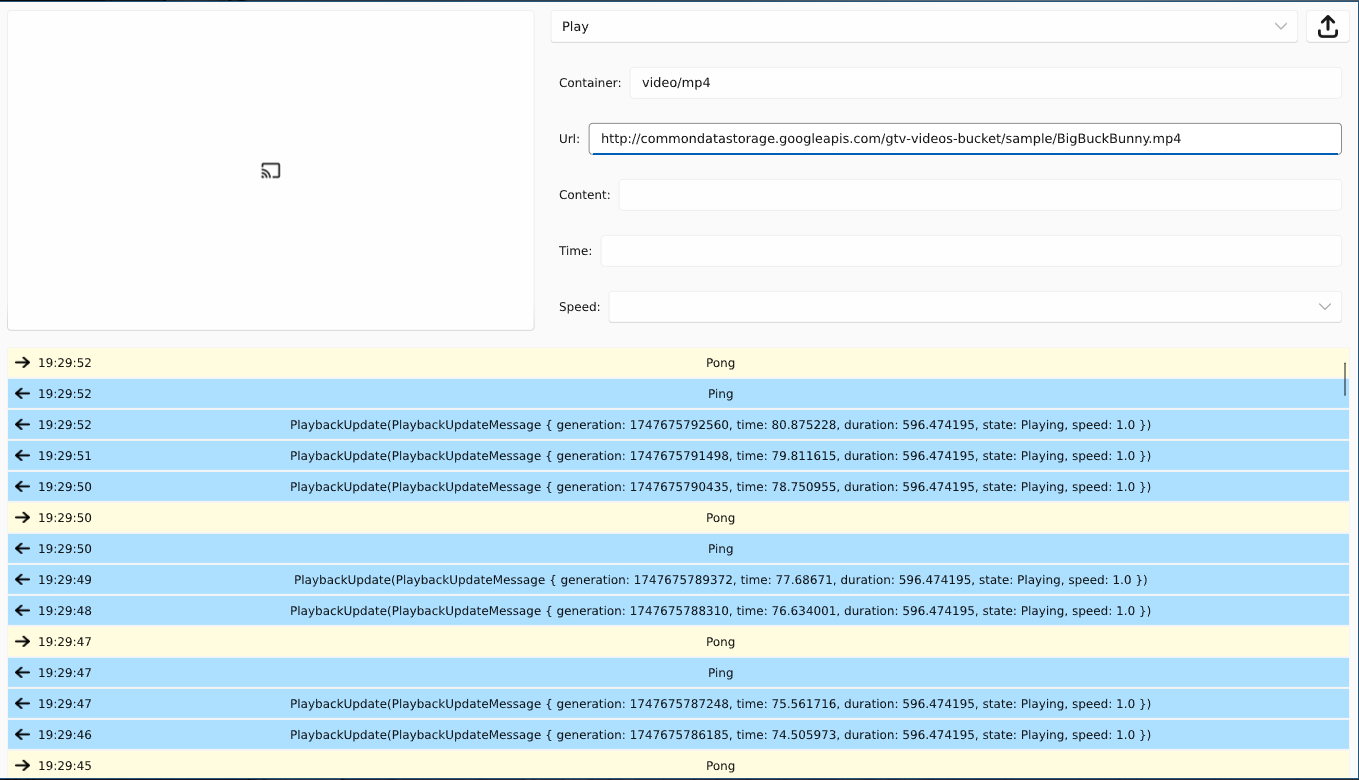 Play
Container: video/mp4
Url: http://commondatastorage.googleapis.com/gtv-videos-bucket/sample/BigBuckBunny.mp4
Content:
Time:
Speed:
19:29:52 Pong
19:29:52 Ping
19:29:52 PlaybackUpdate(PlaybackUpdateMessage { generation: 1747675792560, time: 80.875228, duration: 596.474195, state: Playing, speed: 1.0 })
19:29:51 PlaybackUpdate(PlaybackUpdateMessage { generation: 1747675791498, time: 79.811615, duration: 596.474195, state: Playing, speed: 1.0 })
19:29:50 PlaybackUpdate(PlaybackUpdateMessage { generation: 1747675790435, time: 78.750955, duration: 596.474195, state: Playing, speed: 1.0 })
19:29:50 Pong
19:29:50 Ping
19:29:49 PlaybackUpdate(PlaybackUpdateMessage { generation: 1747675789372, time: 77.68671, duration: 596.474195, state: Playing, speed: 1.0 })
19:29:48 PlaybackUpdate(PlaybackUpdateMessage { generation: 1747675788310, time: 76.634001, duration: 596.474195, state: Playing, speed: 1.0 })
19:29:47 Pong
19:29:47 Ping
19:29:47 PlaybackUpdate(PlaybackUpdateMessage { generation: 1747675787248, time: 75.561716, duration: 596.474195, state: Playing, speed: 1.0 })
19:29:46 PlaybackUpdate(PlaybackUpdateMessage { generation: 1747675786185, time: 74.505973, duration: 596.474195, state: Playing, speed: 1.0 })
19:29:45 Pong